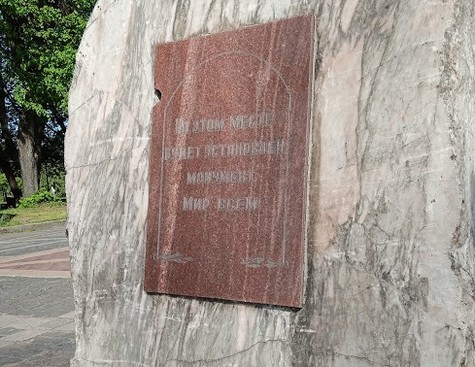 На этом месте
будет установлен
монумент
Мир всем